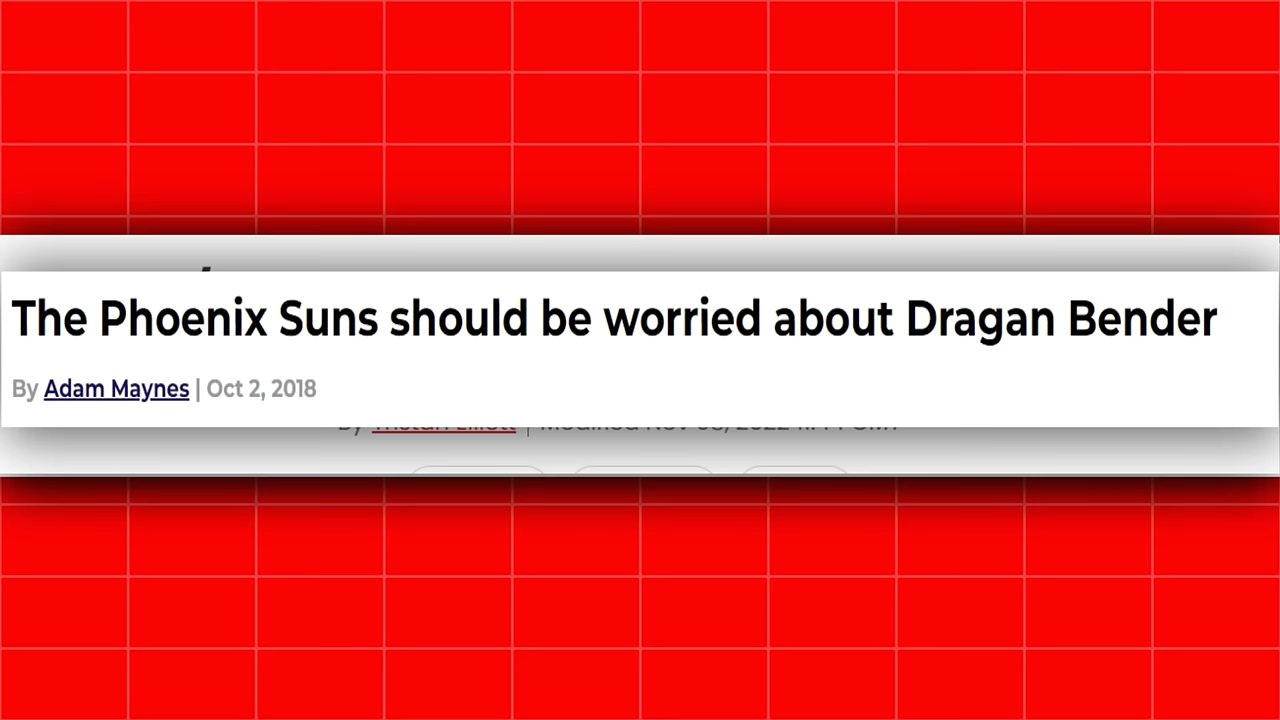 The Phoenix Suns should be worried about Dragan Bender
By Adam Maynes | Oct 2, 2018